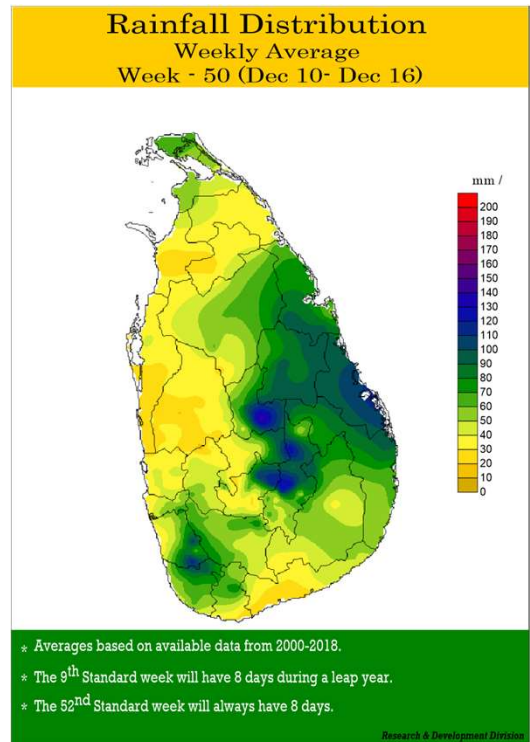 Rainfall Distribution
Weekly Average
Week - 50 (Dec 10- Dec 16)
mm /
200
190
180
170
160
150
140
130
120
110
100
90
80
70
60
50
40
30
20
10
0
* Averages based on available data from 2000-2018.
* The 9th Standard week will have 8 days during a leap year.
* The 52nd Standard week will always have 8 days.
Research & Development Division